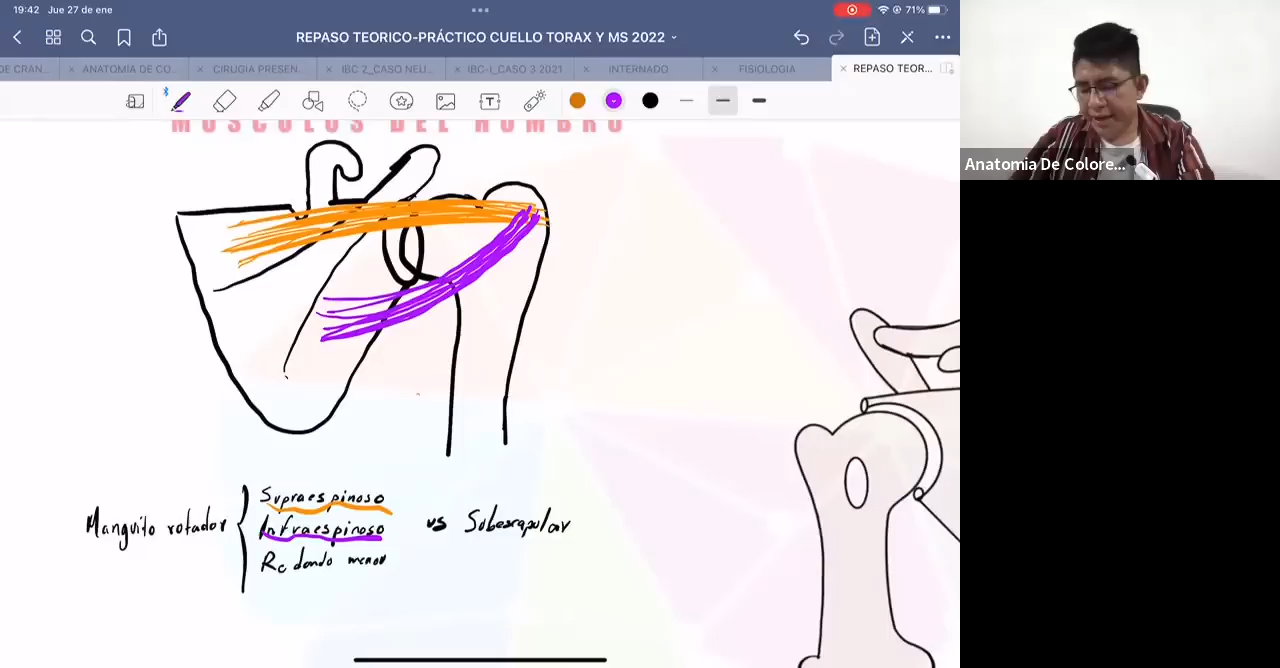 19:42 Jue 27 de ene
71%
REPASO TEORICO-PRÁCTICO CUELLO TORAX Y MS 2022
DE CRAN... ANATOMIA DE CO... CIRUGIA PRESEN... IBC 2_CASO NEU... IBC-I_CASO 3 2021 INTERNADO FISIOLOGIA REPASO TEOR...
MUSCULOS DEL HOMBRO
Anatomia De Colore...
Supraespinoso
Manguito rotador Infraespinoso vs Subescapular
Redondo menor